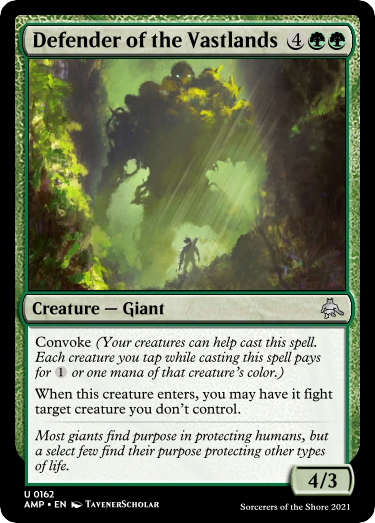 Defender of the Vastlands 4
Creature — Giant
Convoke (Your creatures can help cast this spell.
Each creature you tap while casting this spell pays
for 1 or one mana of that creature's color.)
When this creature enters, you may have it fight
target creature you don't control.
Most giants find purpose in protecting humans, but
a select few find their purpose protecting other types
of life.
4/3
U 0162
AMP • EN TavenerScholar
Sorcerers of the Shore 2021